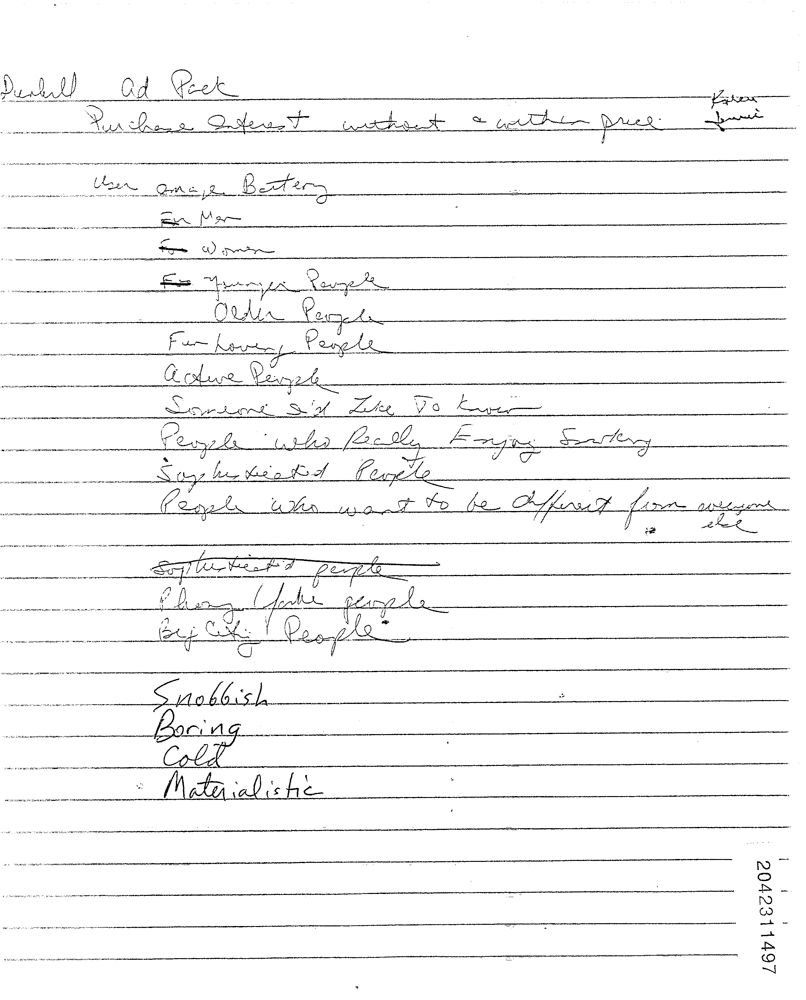 Dunhill Ad Pack
Purchase Interest without & within price
Karen
User Image Battery
For Men
For Women
For Younger People
Older People
Fun Loving People
Active People
Someone I'd Like To Know
People who Really Enjoy Smoking
Sophisticated People
People who want to be different from everyone
else
Sophisticated people
Phony / fake people
Big City People
Snobbish
Boring
Cold
Materialistic
2042311497